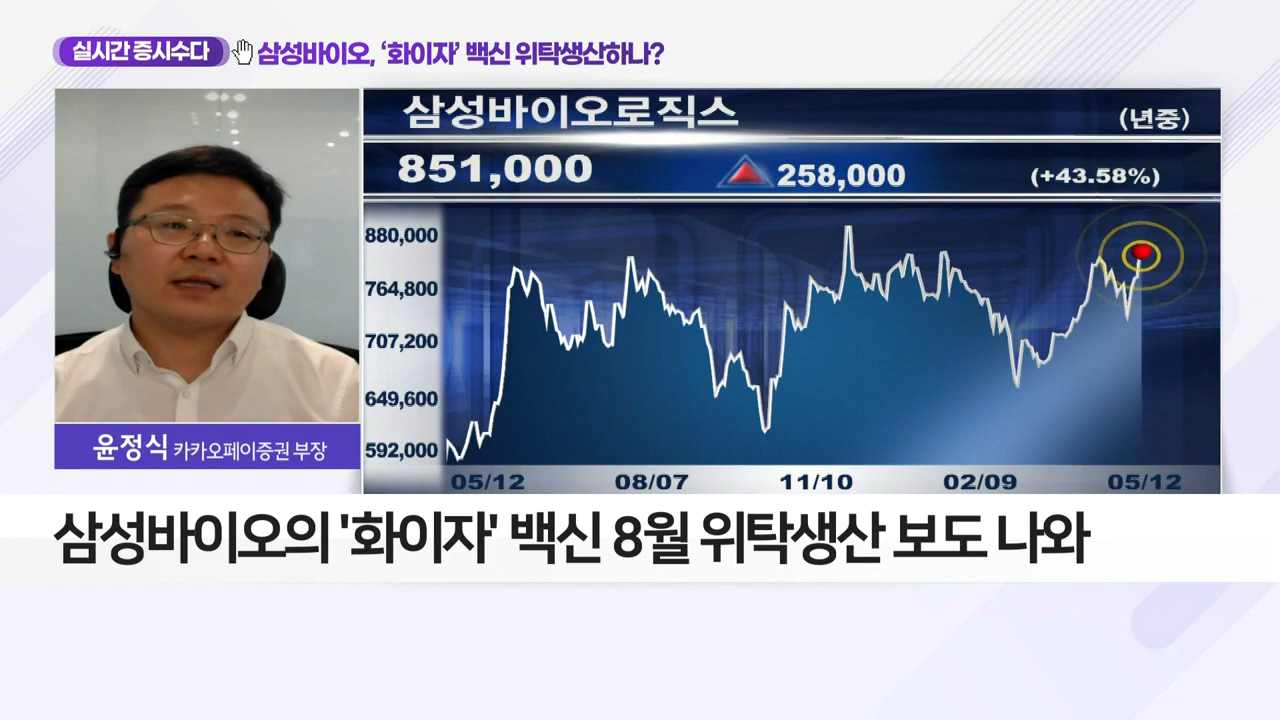 실시간 증시수다
삼성바이오, ‘화이자’ 백신 위탁생산하나?
삼성바이오로직스
(년중)
851,000
258,000
(+43.58%)
880,000
764,800
707,200
649,600
592,000
05/12
08/07
11/10
02/09
05/12
윤정식 카카오페이증권 부장
삼성바이오의 '화이자' 백신 8월 위탁생산 보도 나와